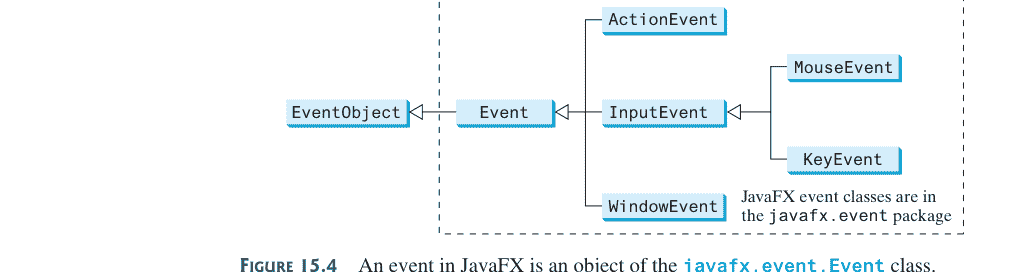 ActionEvent
MouseEvent
EventObject
Event
InputEvent
KeyEvent
WindowEvent
JavaFX event classes are in
the javafx.event package
FIGURE 15.4 An event in JavaFX is an object of the javafx.event.Event class.